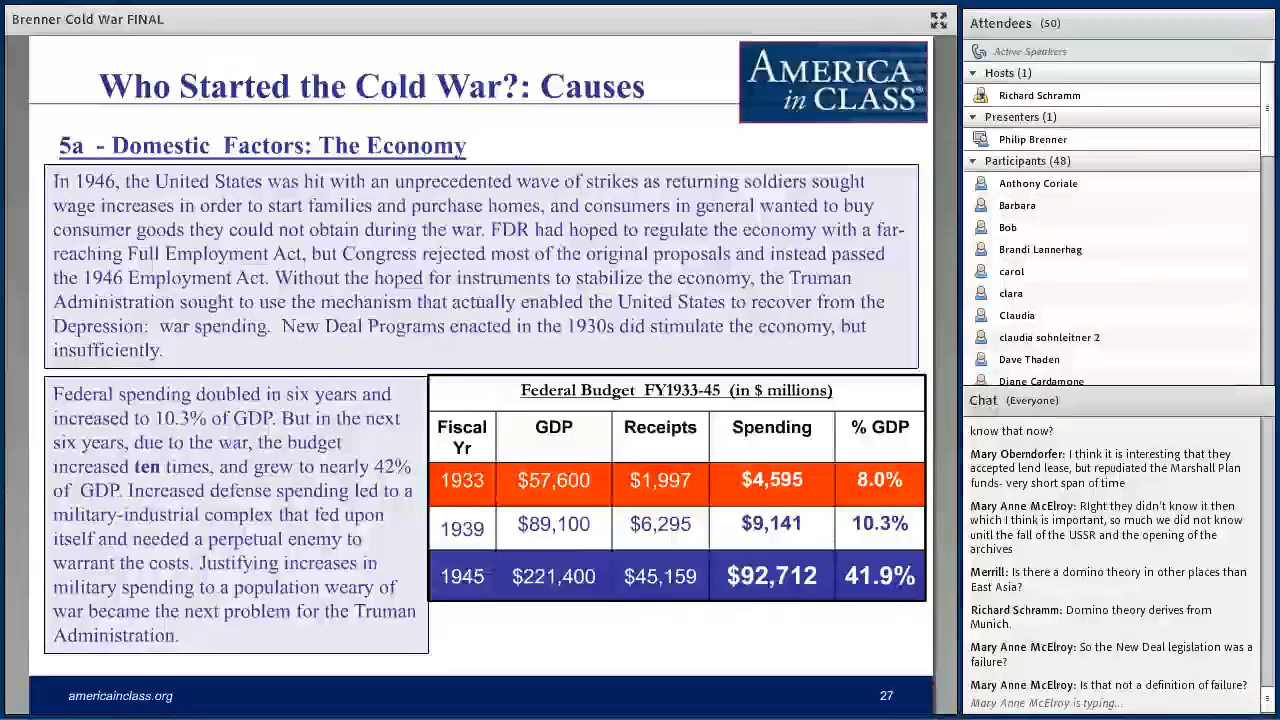 Brenner Cold War FINAL
Who Started the Cold War?: Causes
AMERICA
in CLASS®
5a - Domestic Factors: The Economy
In 1946, the United States was hit with an unprecedented wave of strikes as returning soldiers sought
wage increases in order to start families and purchase homes, and consumers in general wanted to buy
consumer goods they could not obtain during the war. FDR had hoped to regulate the economy with a far-
reaching Full Employment Act, but Congress rejected most of the original proposals and instead passed
the 1946 Employment Act. Without the hoped for instruments to stabilize the economy, the Truman
Administration sought to use the mechanism that actually enabled the United States to recover from the
Depression: war spending. New Deal Programs enacted in the 1930s did stimulate the economy, but
insufficiently.
Federal spending doubled in six years and
increased to 10.3% of GDP. But in the next
six years, due to the war, the budget
increased ten times, and grew to nearly 42%
of GDP. Increased defense spending led to a
military-industrial complex that fed upon
itself and needed a perpetual enemy to
warrant the costs. Justifying increases in
military spending to a population weary of
war became the next problem for the Truman
Administration.
Federal Budget FY1933-45 (in $ millions)
Fiscal Yr GDP Receipts Spending % GDP
1933 $57,600 $1,997 $4,595 8.0%
1939 $89,100 $6,295 $9,141 10.3%
1945 $221,400 $45,159 $92,712 41.9%
americainclass.org
27
Attendees (50)
Active Speakers
Hosts (1)
Richard Schramm
Presenters (1)
Philip Brenner
Participants (48)
Anthony Coriale
Barbara
Bob
Brandi Lannerhag
carol
clara
Claudia
claudia sohnleitner 2
Dave Thaden
Diane Cardamone
Chat (Everyone)
know that now?
Mary Oberndorfer: I think it is interesting that they
accepted lend lease, but repudiated the Marshall Plan
funds- very short span of time
Mary Anne McElroy: RIght they didn't know it then
which I think is important, so much we did not know
unitl the fall of the USSR and the opening of the
archives
Merrill: Is there a domino theory in other places than
East Asia?
Richard Schramm: Domino theory derives from
Munich.
Mary Anne McElroy: So the New Deal legislation was a
failure?
Mary Anne McElroy: Is that not a definition of failure?
Mary Anne McElroy is typing...